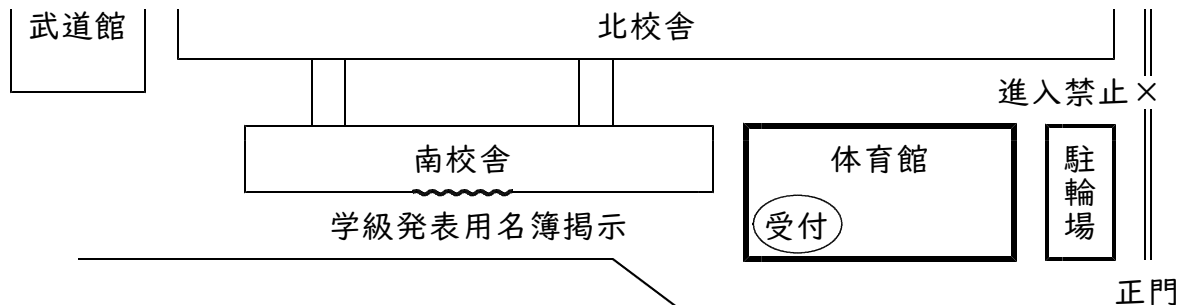 武道館
北校舎
進入禁止×
南校舎
体育館
駐輪場
受付
学級発表用名簿掲示
正門